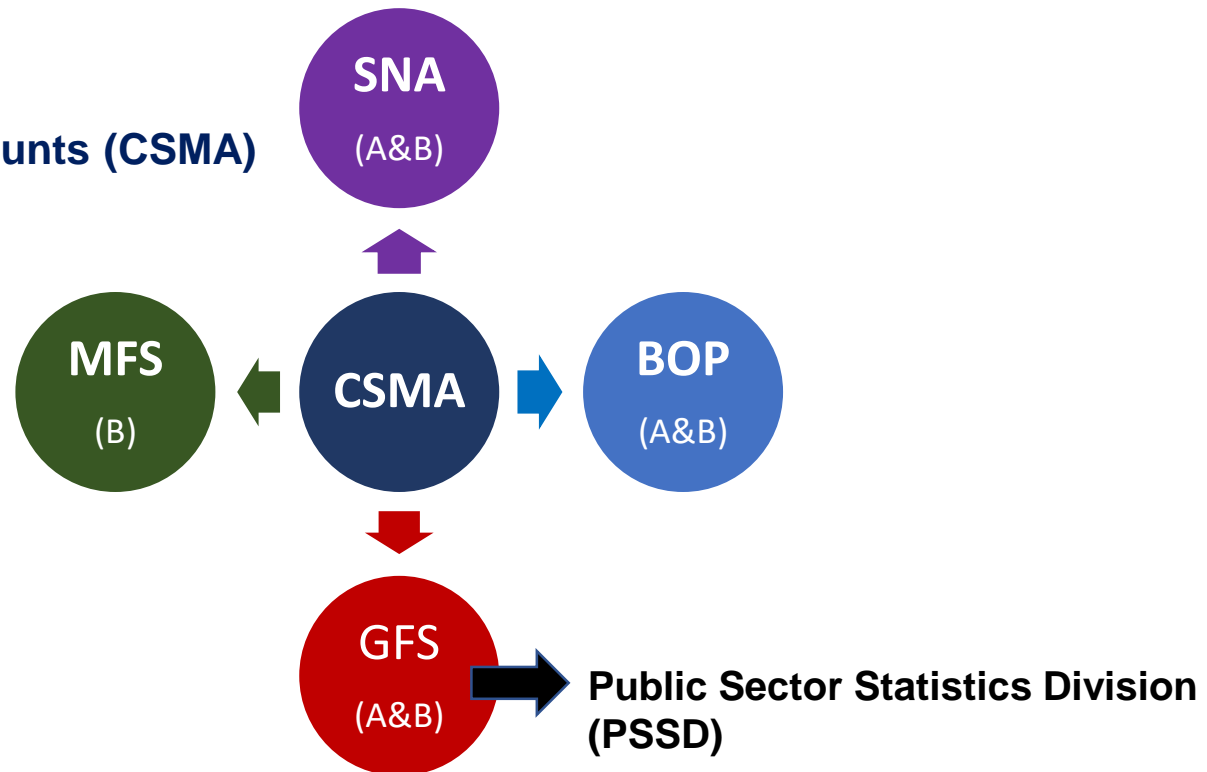 SNA
(A&B)
unts (CSMA)
MFS
(B)
CSMA
BOP
(A&B)
GFS
(A&B)
Public Sector Statistics Division
(PSSD)